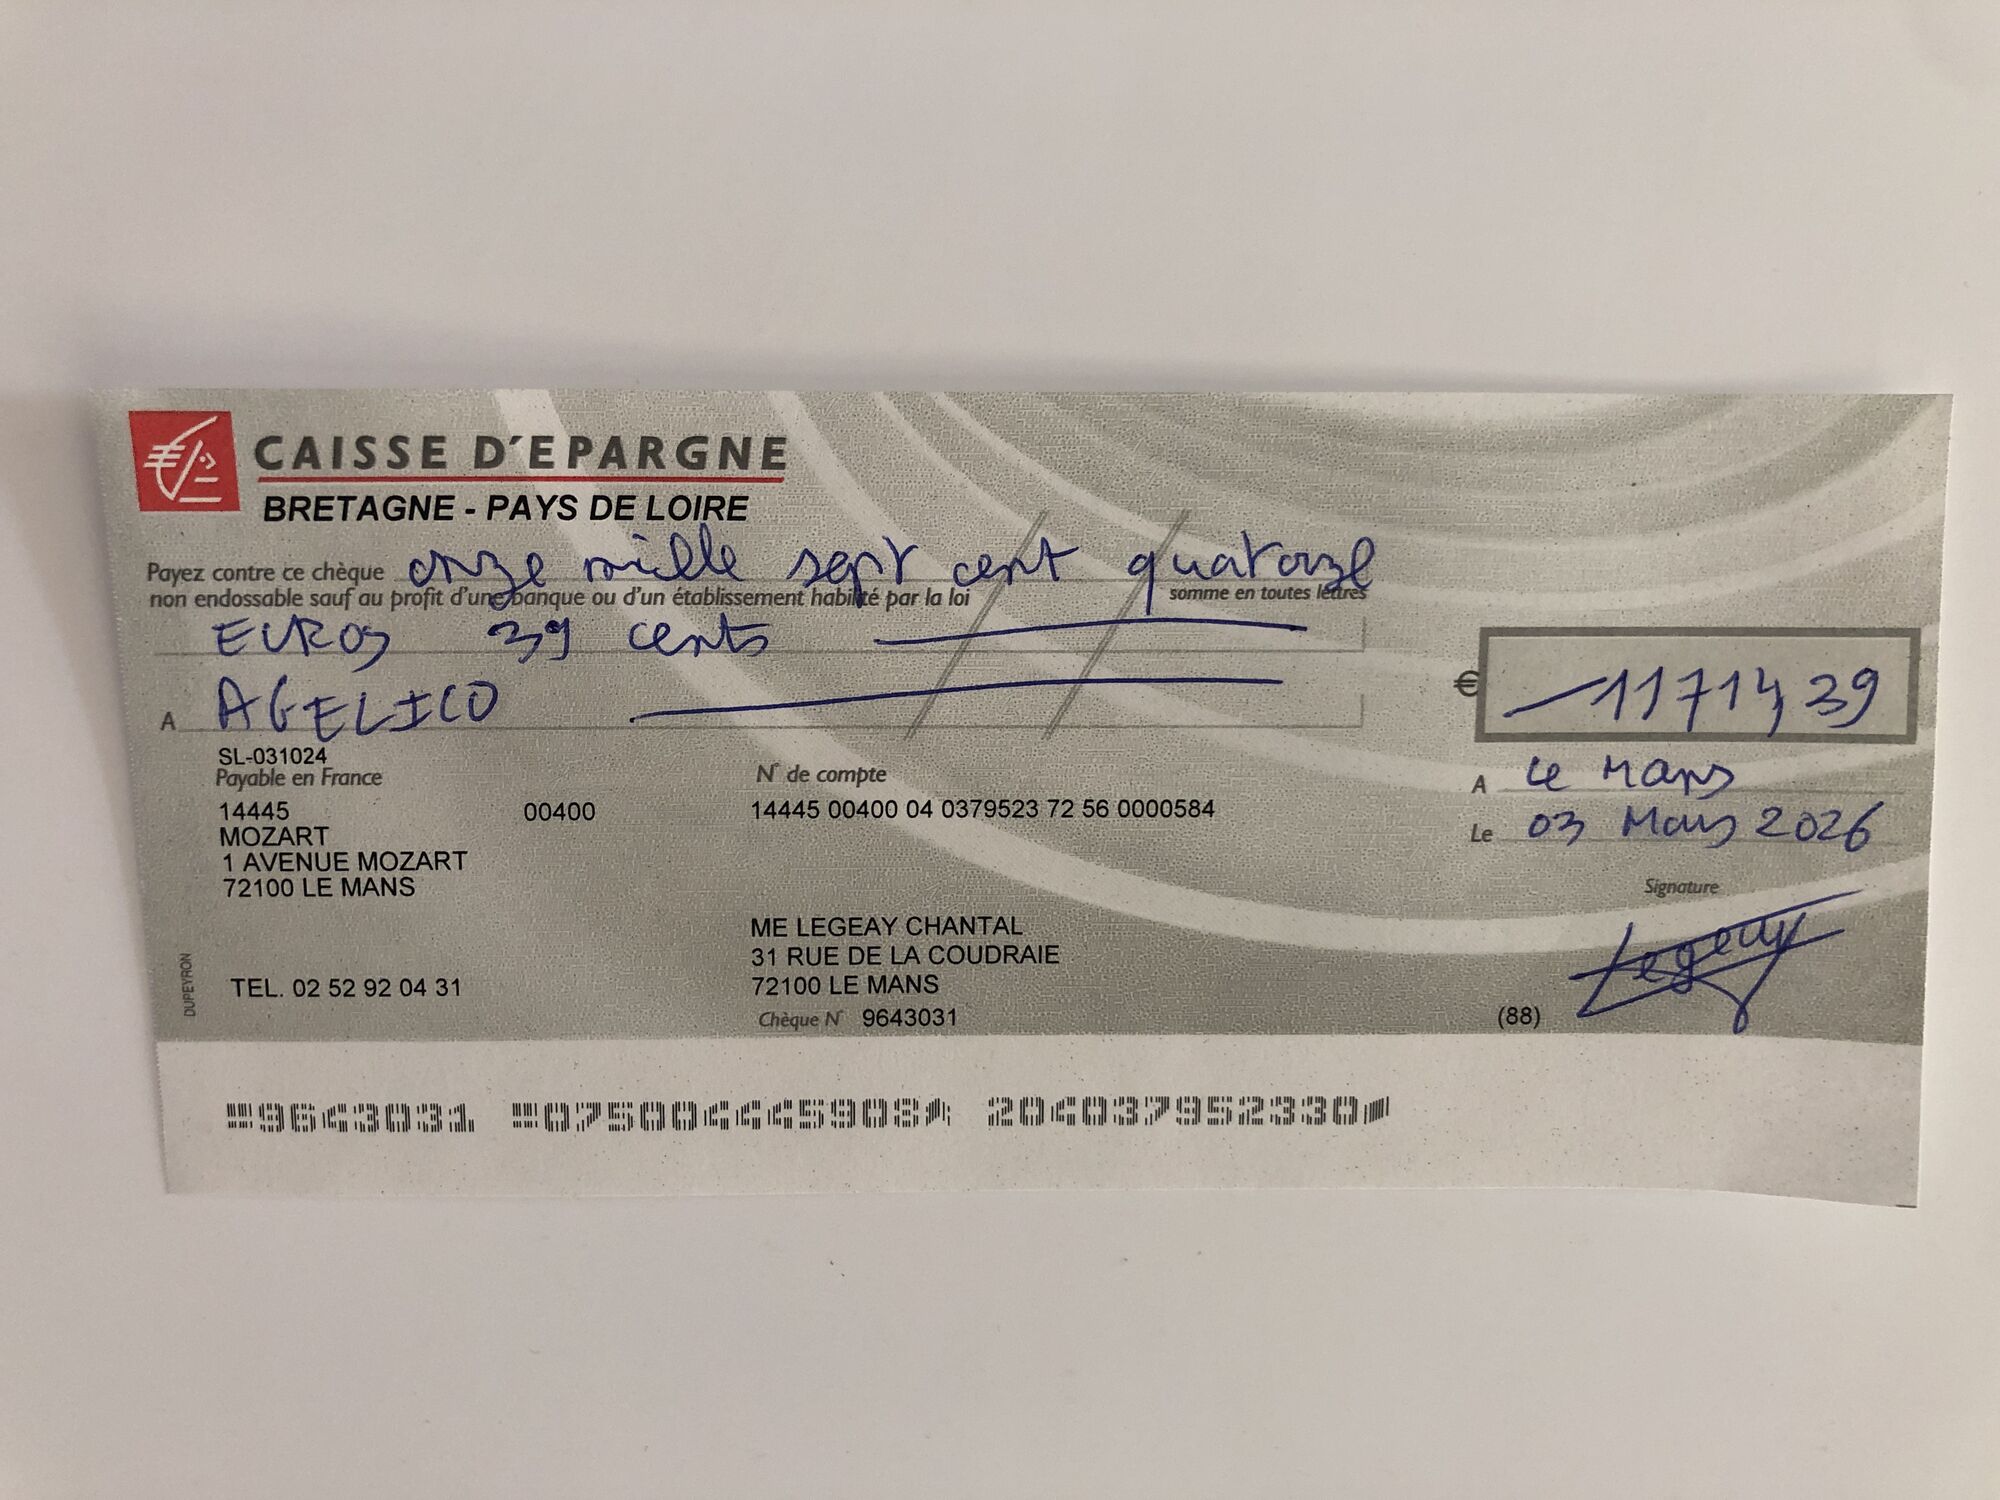 CAISSE D'EPARGNE
BRETAGNE - PAYS DE LOIRE
Payez contre ce chèque onze mille sept cent quatorze
non endossable sauf au profit d'une banque ou d'un établissement habilité par la loi somme en toutes lettres
EUROS 39 cents
€ 11714,39
A AGELICO
SL-031024
Payable en France
14445 00400
MOZART
1 AVENUE MOZART
72100 LE MANS
TEL. 02 52 92 04 31
DUPEYRON
N° de compte
14445 00400 04 0379523 72 56 0000584
ME LEGEAY CHANTAL
31 RUE DE LA COUDRAIE
72100 LE MANS
Chèque N° 9643031
A Le Mans
Le 03 Mars 2026
Signature
Legeay
(88)
9643031 075004445908 204037952330